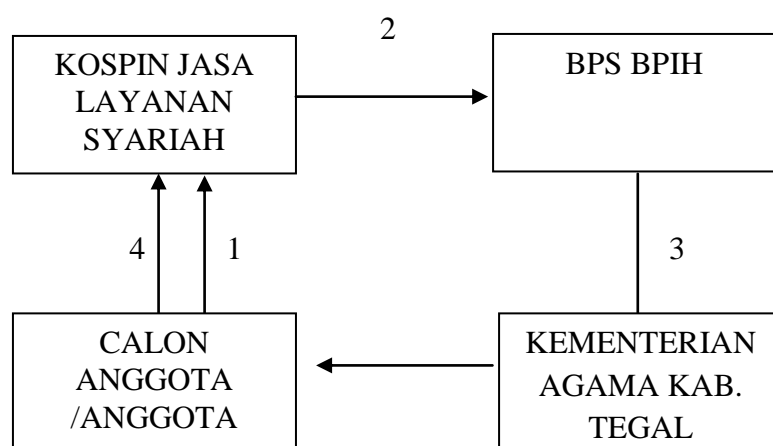 2
KOSPIN JASA
LAYANAN
SYARIAH
BPS BPIH
4
1
3
CALON
ANGGOTA
/ANGGOTA
KEMENTERIAN
AGAMA KAB.
TEGAL